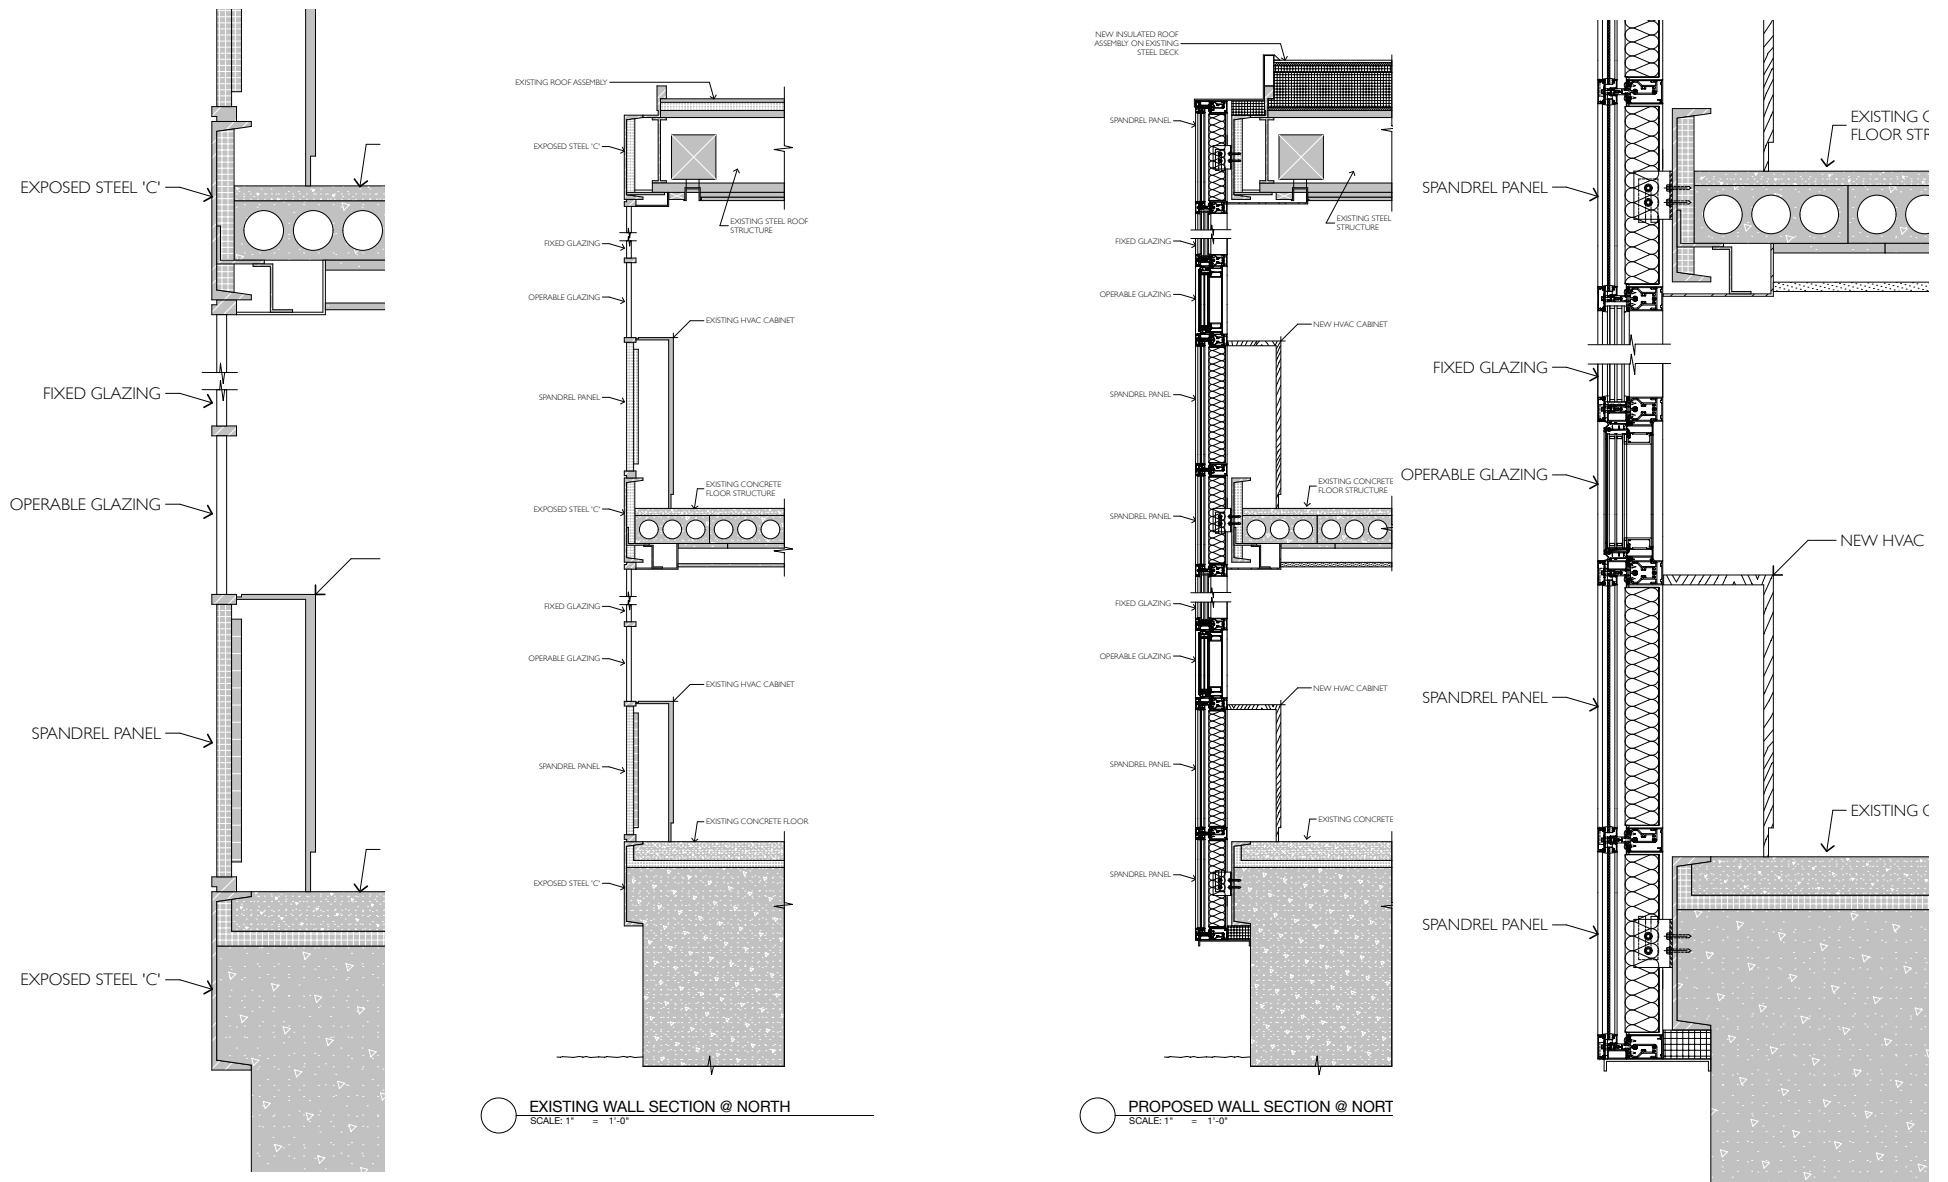 EXPOSED STEEL 'C'
FIXED GLAZING
OPERABLE GLAZING
SPANDREL PANEL
EXPOSED STEEL 'C'
EXISTING ROOF ASSEMBLY
EXPOSED STEEL 'C'
EXISTING STEEL ROOF
STRUCTURE
FIXED GLAZING
OPERABLE GLAZING
EXISTING HVAC CABINET
SPANDREL PANEL
EXISTING CONCRETE
FLOOR STRUCTURE
EXPOSED STEEL 'C'
FIXED GLAZING
OPERABLE GLAZING
EXISTING HVAC CABINET
SPANDREL PANEL
EXISTING CONCRETE FLOOR
EXPOSED STEEL 'C'
EXISTING WALL SECTION @ NORTH
SCALE: 1" = 1'-0"
NEW INSULATED ROOF
ASSEMBLY ON EXISTING
STEEL DECK
SPANDREL PANEL
EXISTING STEEL
STRUCTURE
FIXED GLAZING
OPERABLE GLAZING
NEW HVAC CABINET
SPANDREL PANEL
EXISTING CONCRETE
FLOOR STRUCTURE
SPANDREL PANEL
FIXED GLAZING
OPERABLE GLAZING
NEW HVAC CABINET
SPANDREL PANEL
EXISTING CONCRETE
SPANDREL PANEL
PROPOSED WALL SECTION @ NORT
SCALE: 1" = 1'-0"
EXISTING C
FLOOR STR
SPANDREL PANEL
FIXED GLAZING
OPERABLE GLAZING
NEW HVAC
SPANDREL PANEL
EXISTING C
SPANDREL PANEL